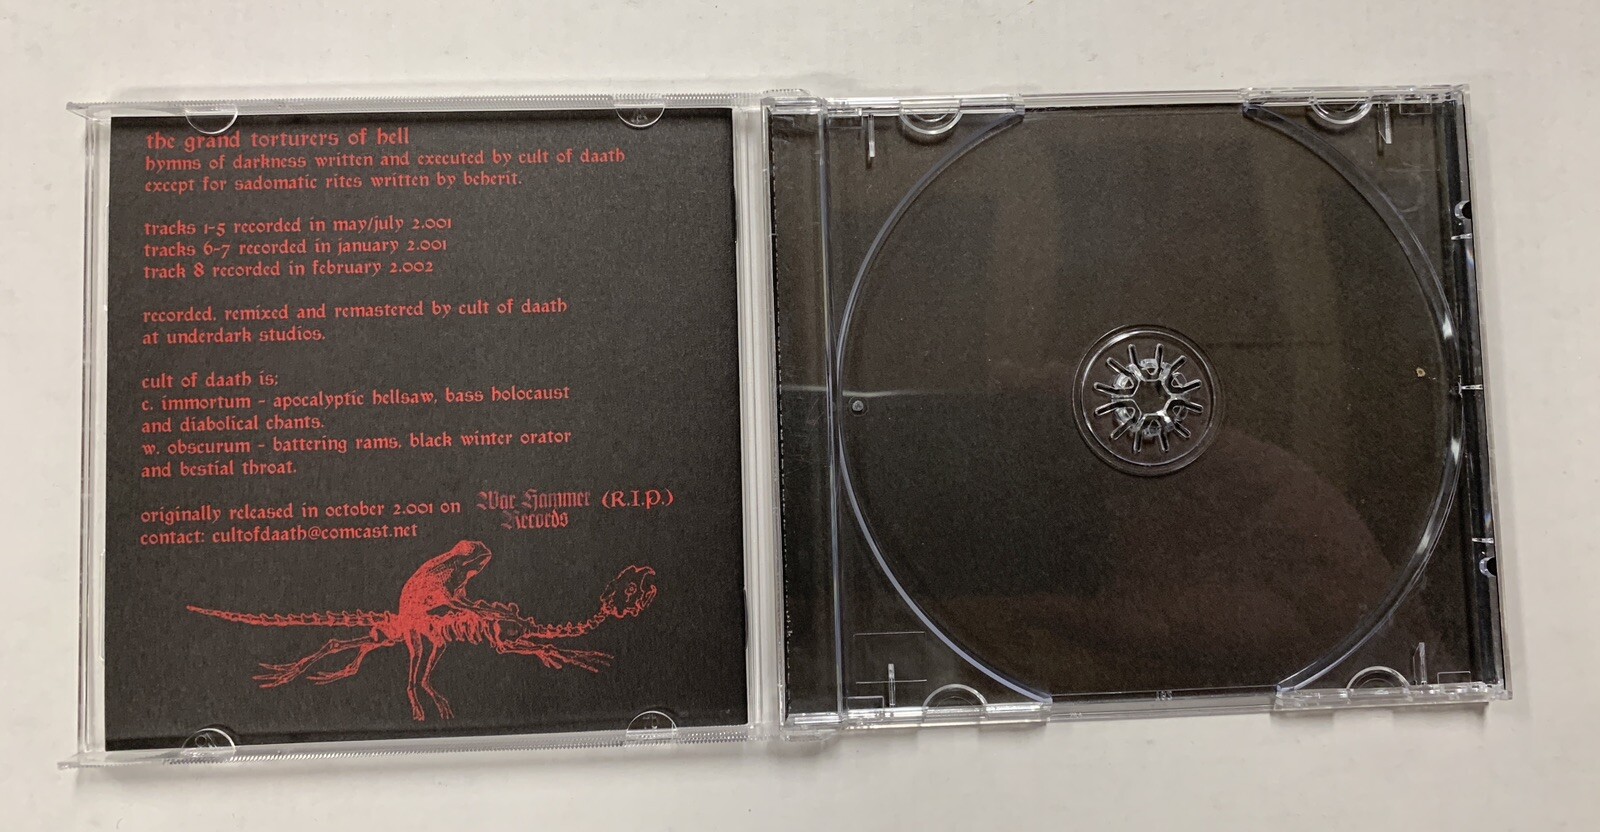 the grand torturers of hell
hymns of darkness written and executed by cult of daath
except for sadomatic rites written by beherit.
tracks 1-5 recorded in may/july 2.001
tracks 6-7 recorded in january 2.001
track 8 recorded in february 2.002
recorded, remixed and remastered by cult of daath
at underdark studios.
cult of daath is:
c. immortum - apocalyptic hellsaw, bass holocaust
and diabolical chants.
w. obscurum - battering rams, black winter orator
and bestial throat.
originally released in october 2.001 on War Hammer Records (R.I.P.)
contact: cultofdaath@comcast.net